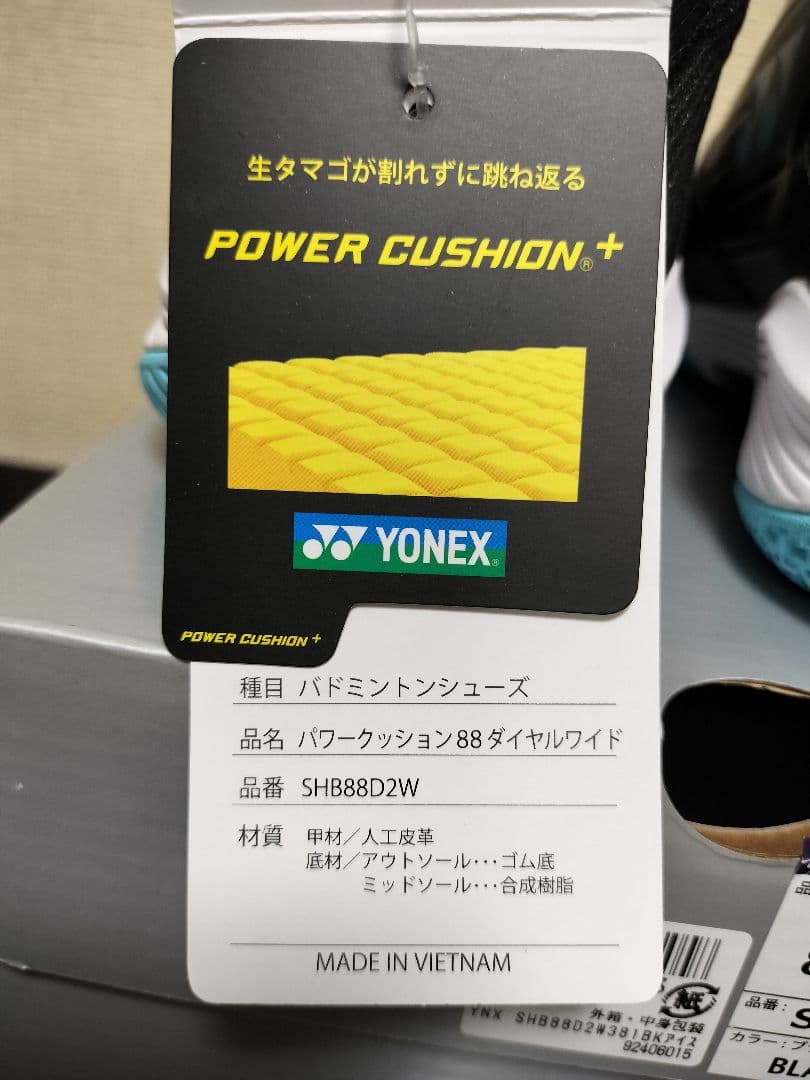 生タマゴが割れずに跳ね返る
POWER CUSHION®+
YONEX®
POWER CUSHION+
種目 バドミントンシューズ
品名 パワークッション88ダイヤルワイド
品番 SHB88D2W
材質 甲材／人工皮革
底材／アウトソール･･･ゴム底
ミッドソール･･･合成樹脂
MADE IN VIETNAM
紙
外箱・中身包装
YNX SHB88D2W381BKアイス
92406015
品番:
カラー: